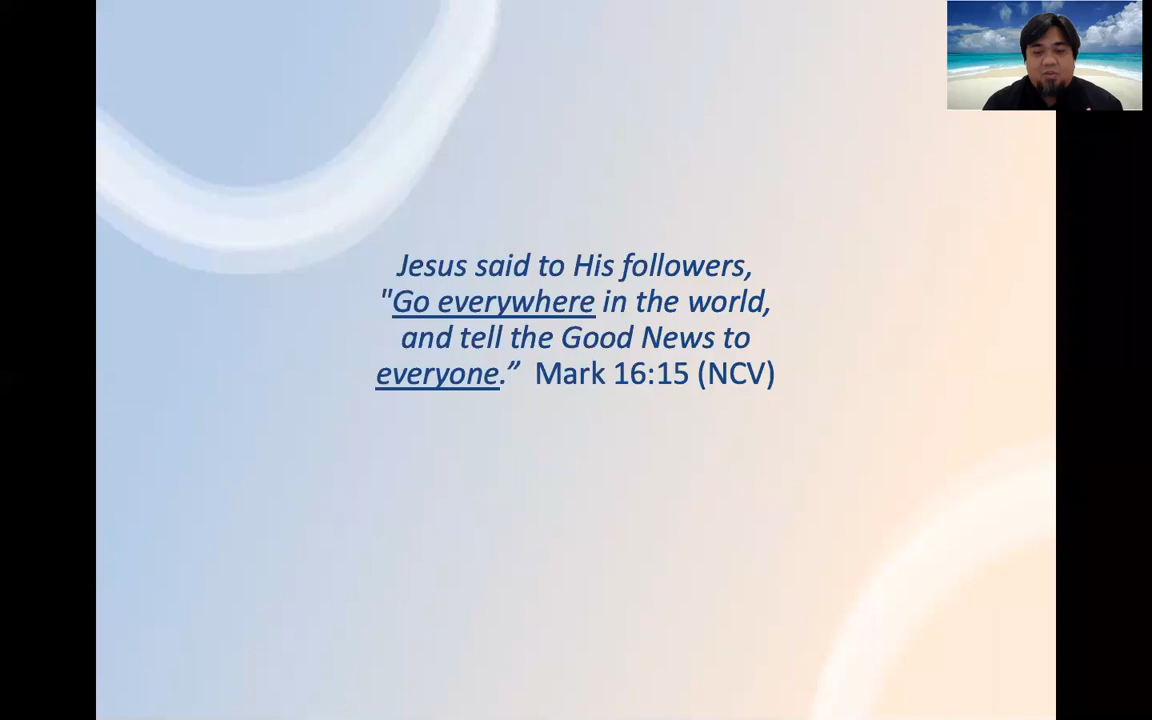 Jesus said to His followers,
"Go everywhere in the world,
and tell the Good News to
everyone.” Mark 16:15 (NCV)